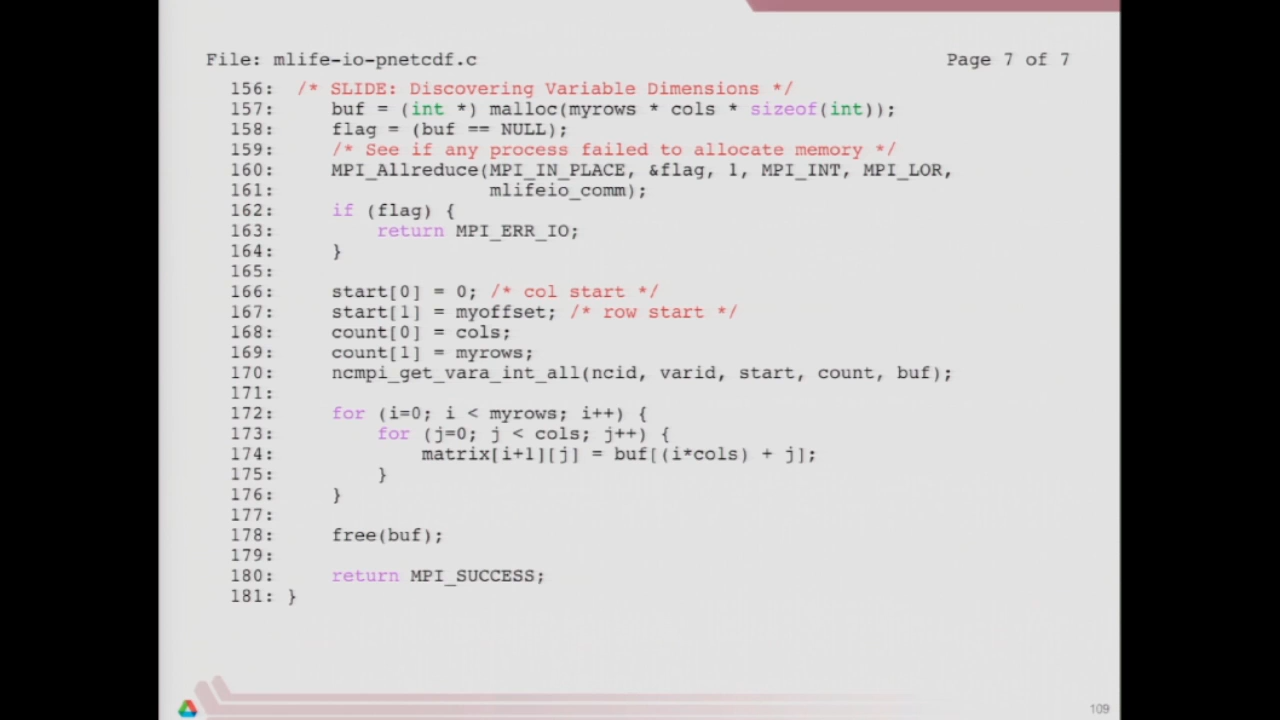 File: mlife-io-pnetcdf.c Page 7 of 7
156: /* SLIDE: Discovering Variable Dimensions */
157: buf = (int *) malloc(myrows * cols * sizeof(int));
158: flag = (buf == NULL);
159: /* See if any process failed to allocate memory */
160: MPI_Allreduce(MPI_IN_PLACE, &flag, 1, MPI_INT, MPI_LOR,
161: mlifeio_comm);
162: if (flag) {
163: return MPI_ERR_IO;
164: }
165:
166: start[0] = 0; /* col start */
167: start[1] = myoffset; /* row start */
168: count[0] = cols;
169: count[1] = myrows;
170: ncmpi_get_vara_int_all(ncid, varid, start, count, buf);
171:
172: for (i=0; i < myrows; i++) {
173: for (j=0; j < cols; j++) {
174: matrix[i+1][j] = buf[(i*cols) + j];
175: }
176: }
177:
178: free(buf);
179:
180: return MPI_SUCCESS;
181: }
109